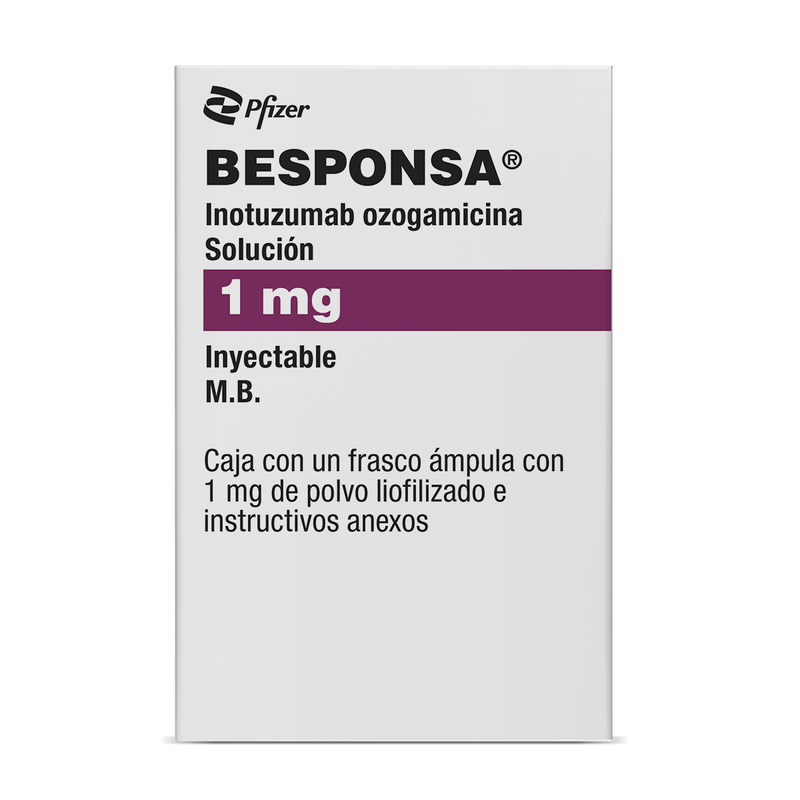 Pfizer
BESPONSA®
Inotuzumab ozogamicina
Solución
1 mg
Inyectable
M.B.
Caja con un frasco ámpula con
1 mg de polvo liofilizado e
instructivos anexos